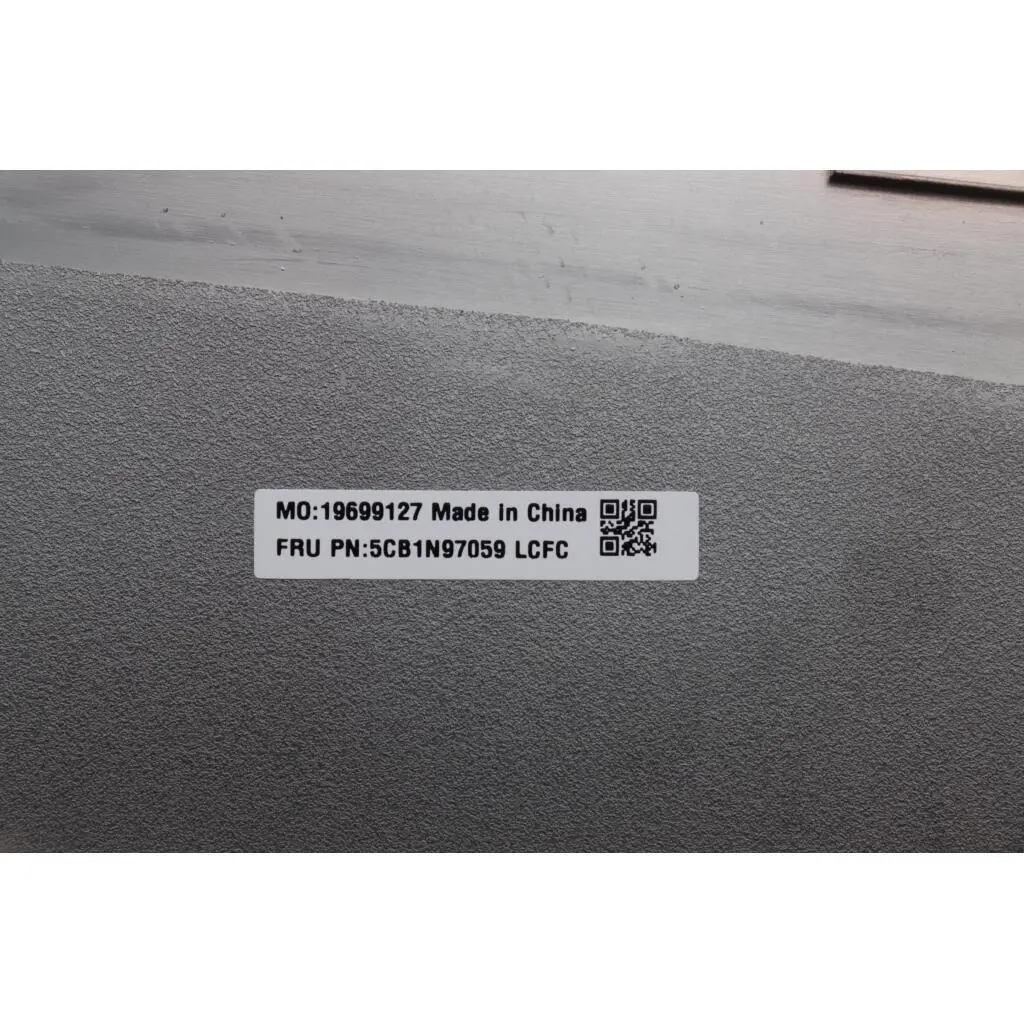 MO:19699127 Made in China
FRU PN:5CB1N97059 LCFC